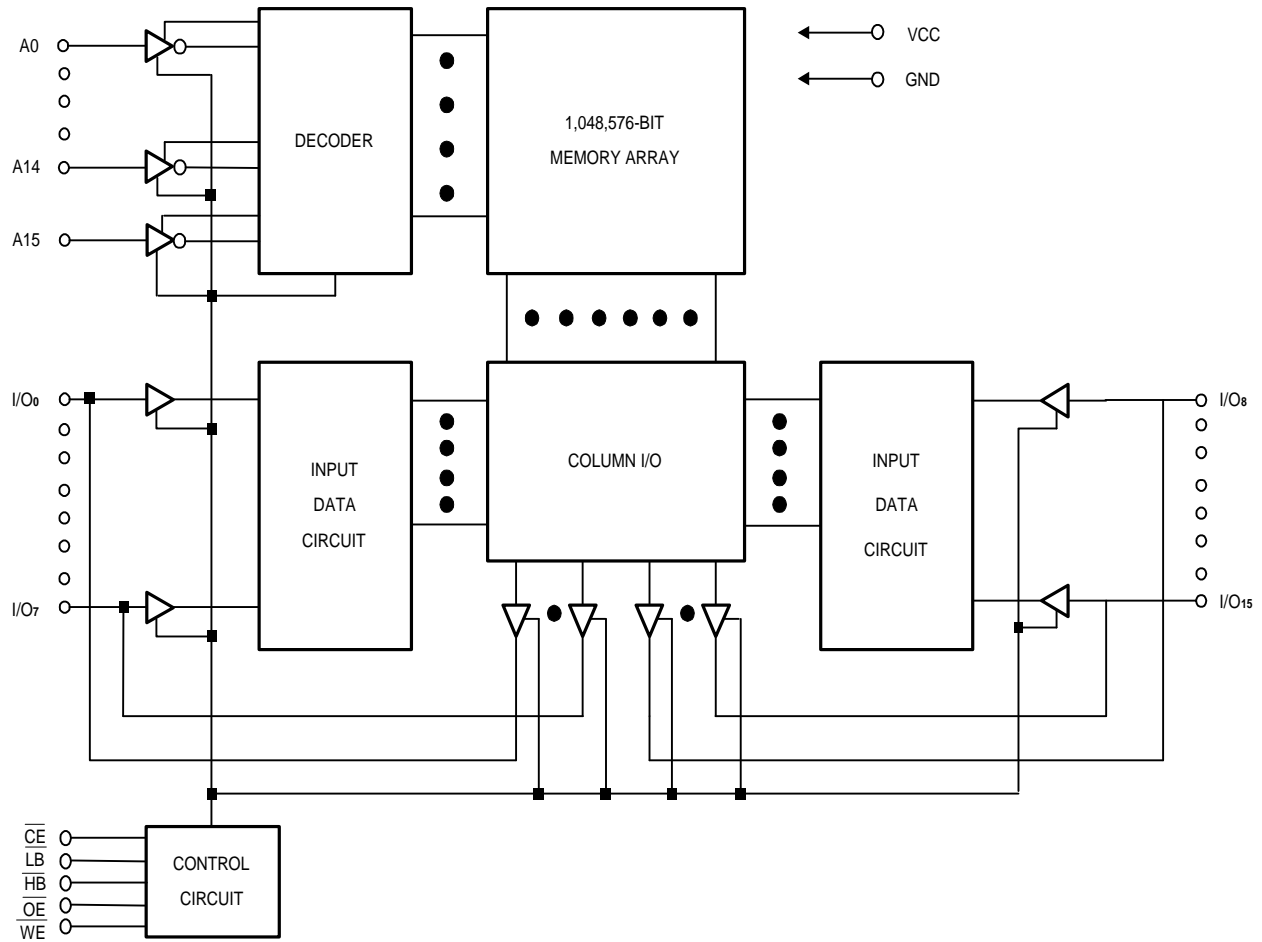 A0
A14
A15
DECODER
1,048,576-BIT
MEMORY ARRAY
VCC
GND
I/O0
I/O7
INPUT
DATA
CIRCUIT
COLUMN I/O
INPUT
DATA
CIRCUIT
I/O8
I/O15
CE
LB
HB
OE
WE
CONTROL
CIRCUIT